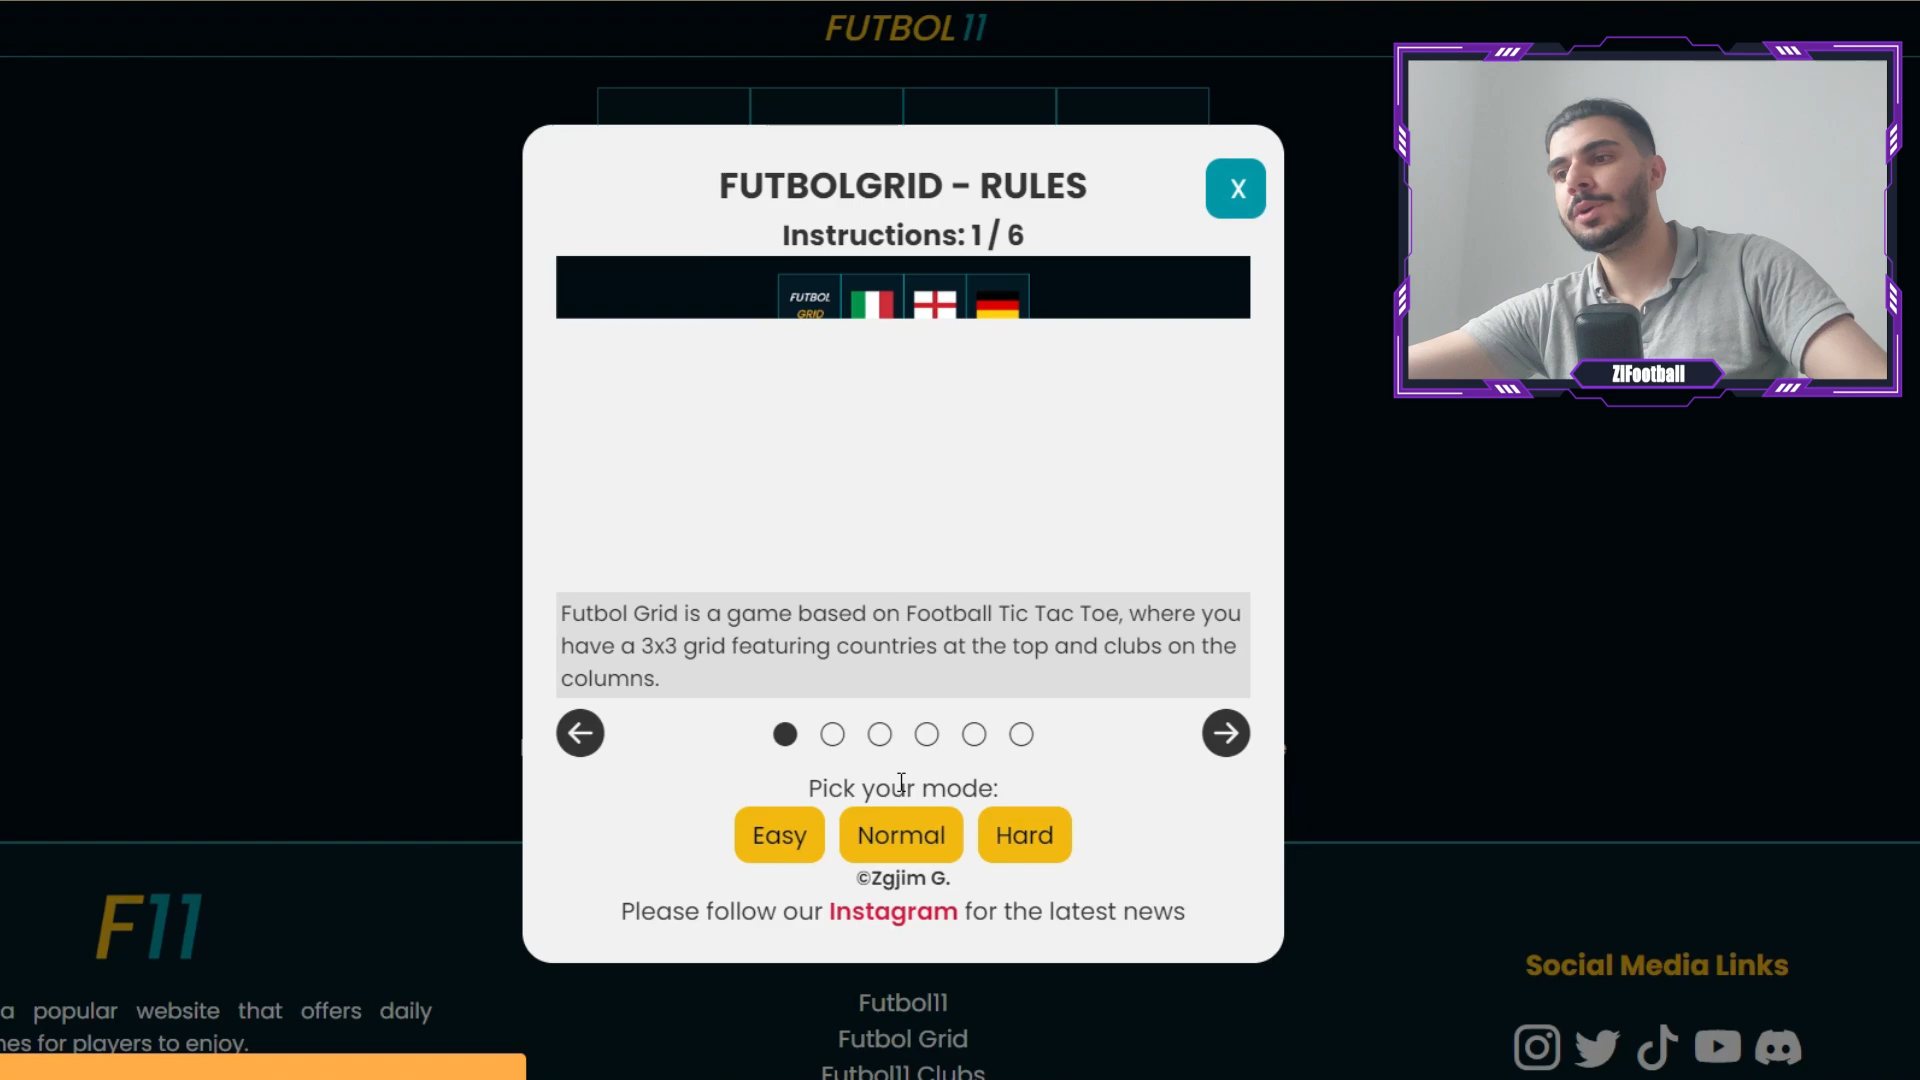 FUTBOL 11
FUTBOLGRID - RULES
X
Instructions: 1 / 6
FUTBOL
GRID
ZIFootball
Futbol Grid is a game based on Football Tic Tac Toe, where you
have a 3x3 grid featuring countries at the top and clubs on the
columns.
Pick your mode:
Easy
Normal
Hard
©Zgjim G.
Please follow our Instagram for the latest news
F11
a popular website that offers daily
mes for players to enjoy.
Futbol11
Futbol Grid
Futbol11 Clubs
Social Media Links